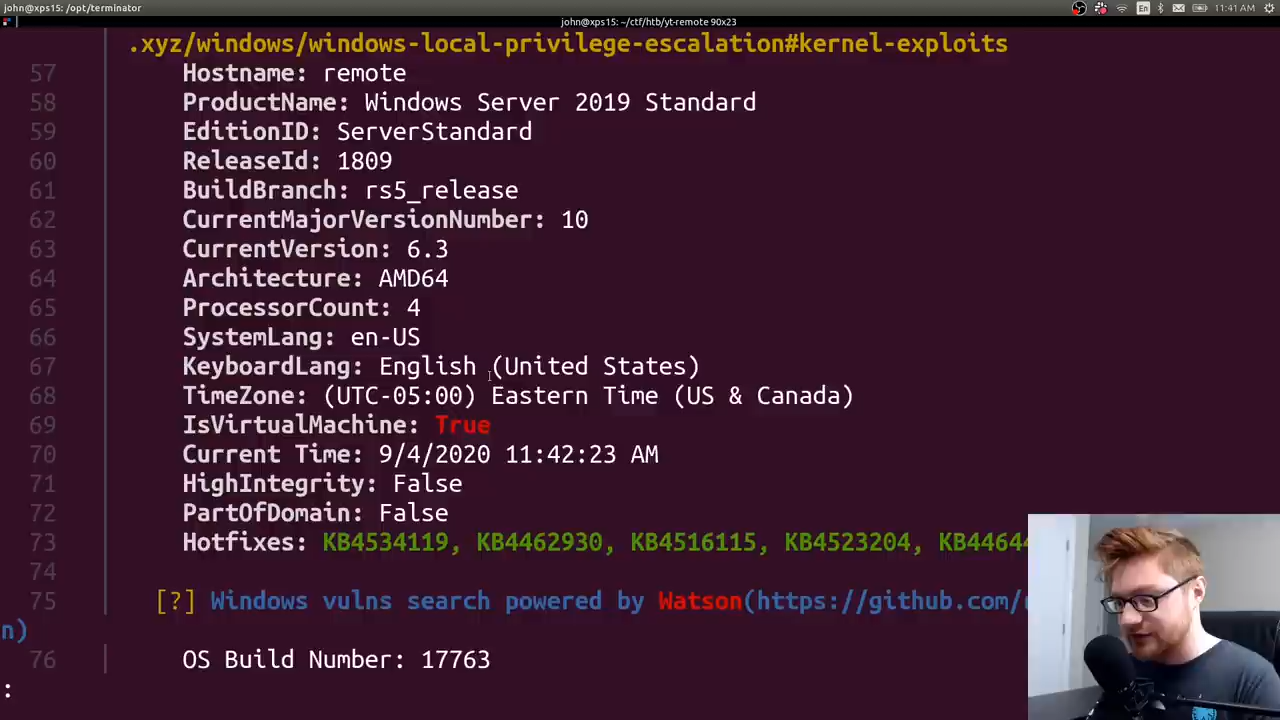 john@xps15: /opt/terminator
En
11:41 AM
john@xps15: ~/ctf/htb/yt-remote 90x23
.xyz/windows/windows-local-privilege-escalation#kernel-exploits
57 Hostname: remote
58 ProductName: Windows Server 2019 Standard
59 EditionID: ServerStandard
60 ReleaseId: 1809
61 BuildBranch: rs5_release
62 CurrentMajorVersionNumber: 10
63 CurrentVersion: 6.3
64 Architecture: AMD64
65 ProcessorCount: 4
66 SystemLang: en-US
67 KeyboardLang: English (United States)
68 TimeZone: (UTC-05:00) Eastern Time (US & Canada)
69 IsVirtualMachine: True
70 Current Time: 9/4/2020 11:42:23 AM
71 HighIntegrity: False
72 PartOfDomain: False
73 Hotfixes: KB4534119, KB4462930, KB4516115, KB4523204, KB4464
74
75 [?] Windows vulns search powered by Watson(https://github.com/
n)
76 OS Build Number: 17763
: